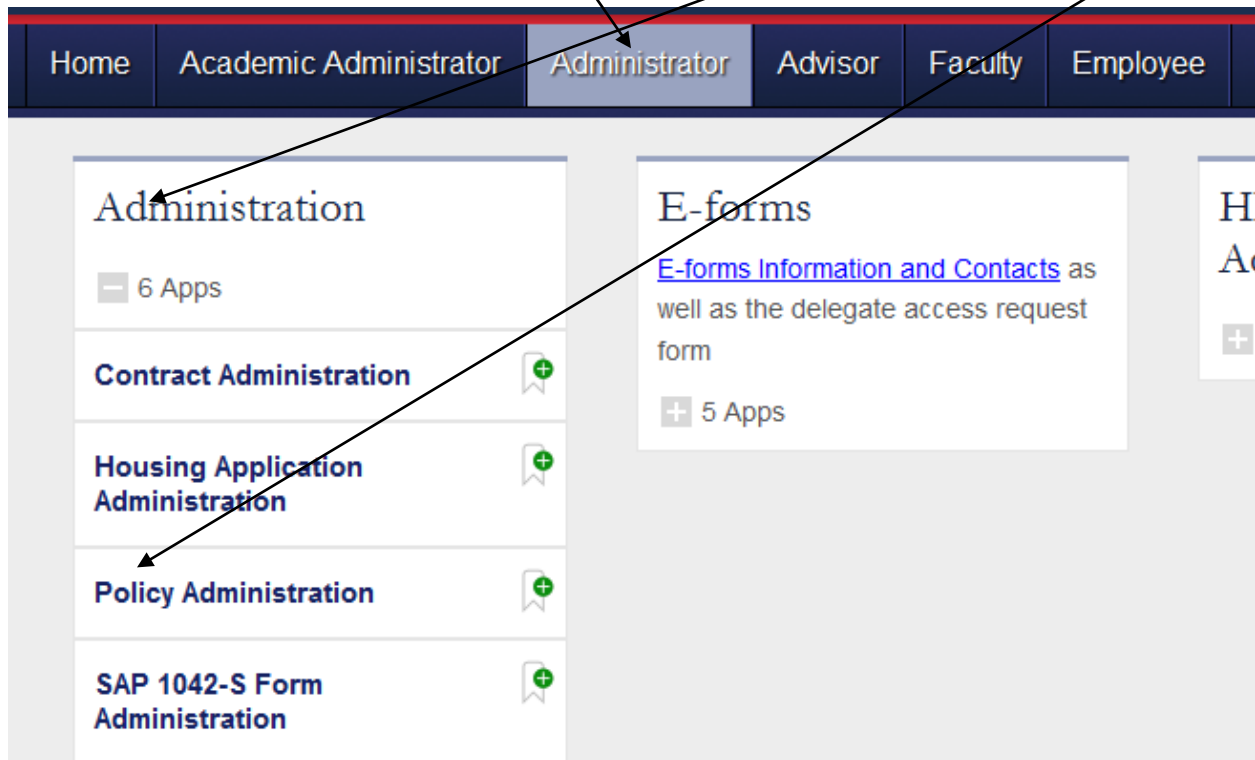 Home Academic Administrator Administrator Advisor Faculty Employee
Administration
6 Apps
Contract Administration
Housing Application
Administration
Policy Administration
SAP 1042-S Form
Administration
E-forms
E-forms Information and Contacts as
well as the delegate access request
form
5 Apps